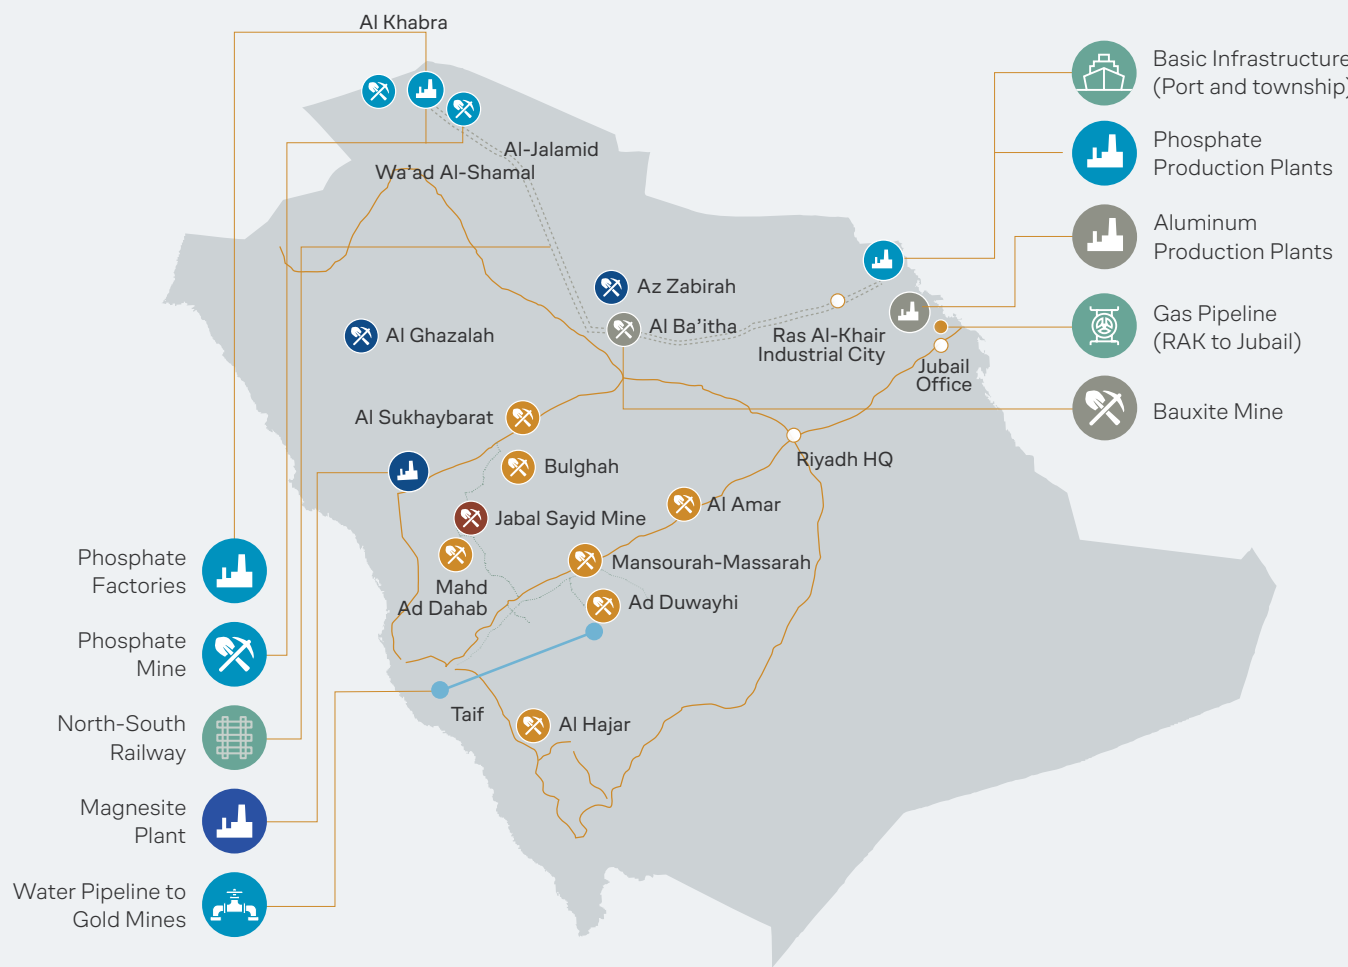 Al Khabra
Al-Jalamid
Wa'ad Al-Shamal
Az Zabirah
Al Ba'itha
Al Ghazalah
Ras Al-Khair
Industrial City
Jubail
Office
Al Sukhaybarat
Riyadh HQ
Bulghah
Al Amar
Jabal Sayid Mine
Mansourah-Massarah
Mahd
Ad Dahab
Ad Duwayhi
Taif
Al Hajar
Basic Infrastructure
(Port and township)
Phosphate
Production Plants
Aluminum
Production Plants
Gas Pipeline
(RAK to Jubail)
Bauxite Mine
Phosphate
Factories
Phosphate
Mine
North-South
Railway
Magnesite
Plant
Water Pipeline to
Gold Mines